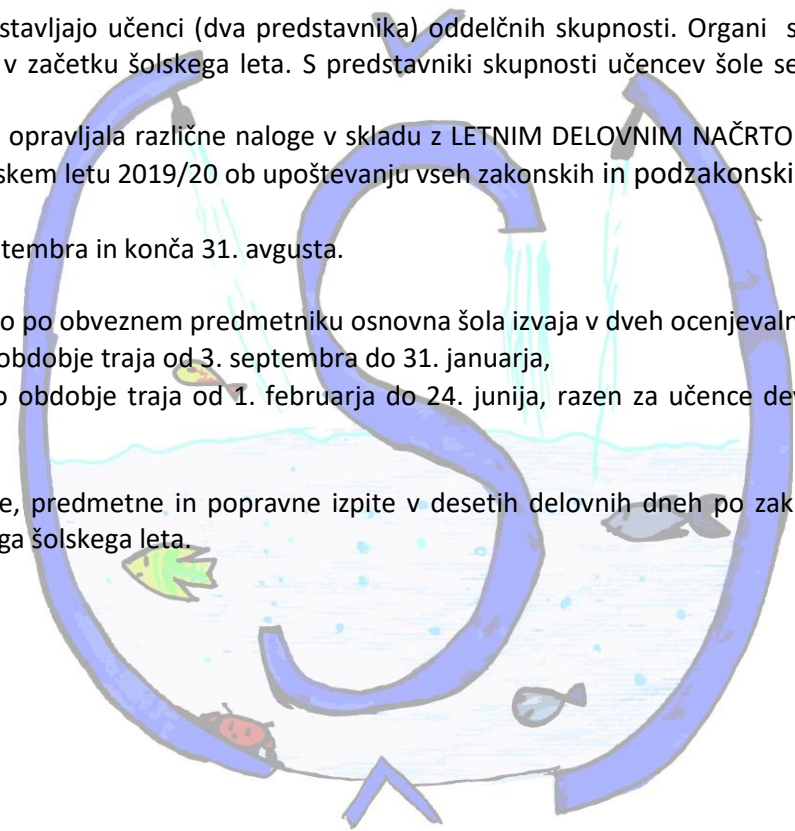 stavljajo učenci (dva predstavnika) oddelčnih skupnosti. Organi s
v začetku šolskega leta. S predstavniki skupnosti učencev šole se
opravljala različne naloge v skladu z LETNIM DELOVNIM NAČRTO
skem letu 2019/20 ob upoštevanju vseh zakonskih in podzakonski
tembra in konča 31. avgusta.
o po obveznem predmetniku osnovna šola izvaja v dveh ocenjevaln
obdobje traja od 3. septembra do 31. januarja,
o obdobje traja od 1. februarja do 24. junija, razen za učence dev
e, predmetne in popravne izpite v desetih delovnih dneh po zak
ga šolskega leta.